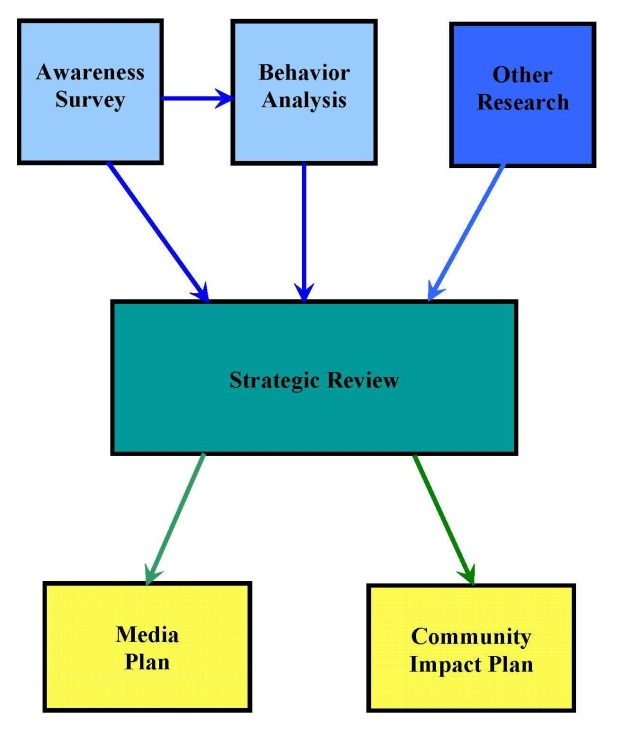 Awareness
Survey
Behavior
Analysis
Other
Research
Strategic Review
Media
Plan
Community
Impact Plan